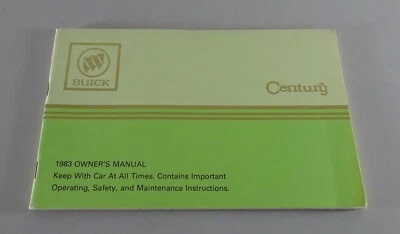 BUICK
Century
1983 OWNER'S MANUAL
Keep With Car At All Times. Contains Important
Operating, Safety, and Maintenance Instructions.